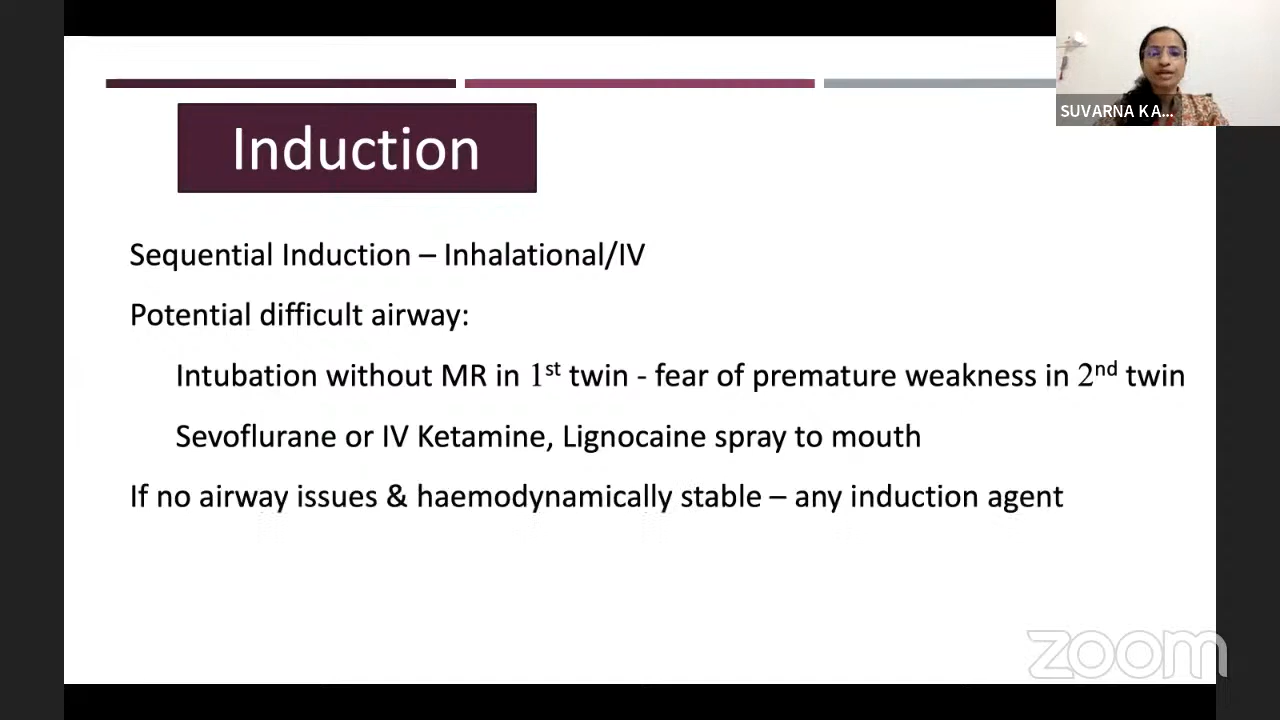 SUVARNA K A...
Induction
Sequential Induction – Inhalational/IV
Potential difficult airway:
Intubation without MR in 1st twin - fear of premature weakness in 2nd twin
Sevoflurane or IV Ketamine, Lignocaine spray to mouth
If no airway issues & haemodynamically stable – any induction agent
zoom